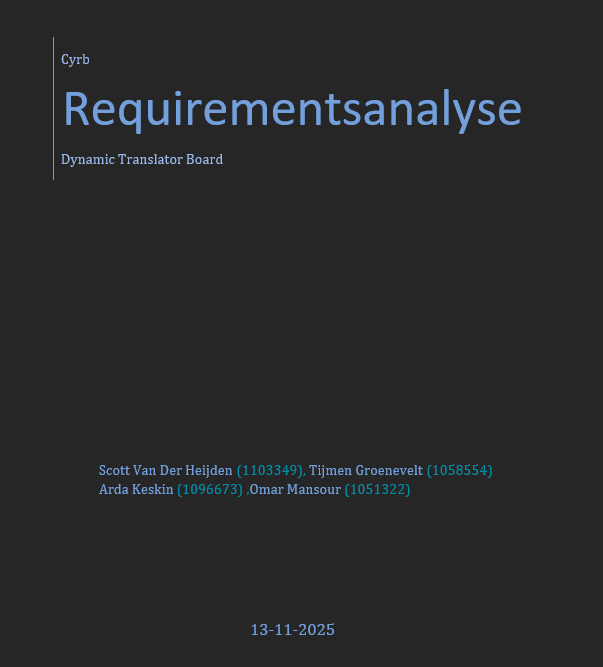 Cyrb
Requirementsanalyse
Dynamic Translator Board
Scott Van Der Heijden (1103349), Tijmen Groenevelt (1058554)
Arda Keskin (1096673) ,Omar Mansour (1051322)
13-11-2025